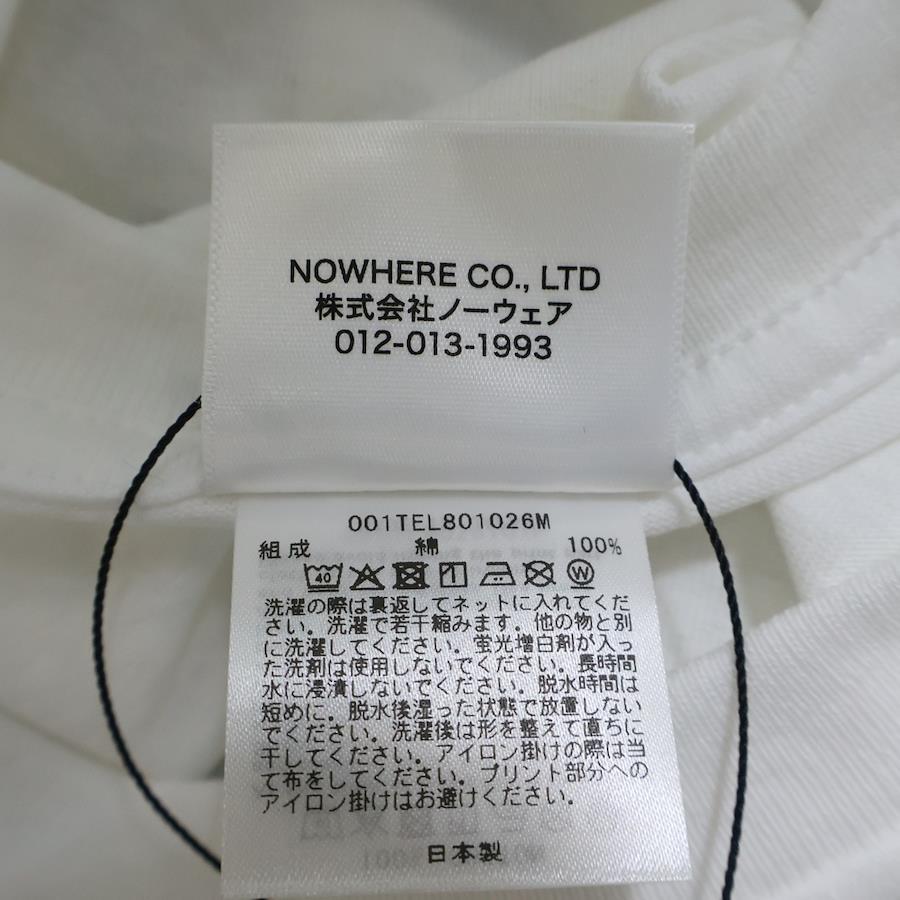 NOWHERE CO., LTD
株式会社ノーウェア
012-013-1993
001TEL801026M
組成 綿 100%
40 W
洗濯の際は裏返してネットに入れてくだ
さい。洗濯で若干縮みます。他の物と別
に洗濯してください。蛍光増白剤が入っ
た洗剤は使用しないでください。長時間
水に浸漬しないでください。脱水時間は
短めに。脱水後湿った状態で放置しない
でください。洗濯後は形を整えて直ちに
干してください。アイロン掛けの際は当
て布をしてください。プリント部分への
アイロン掛けはお避けください。
日本製